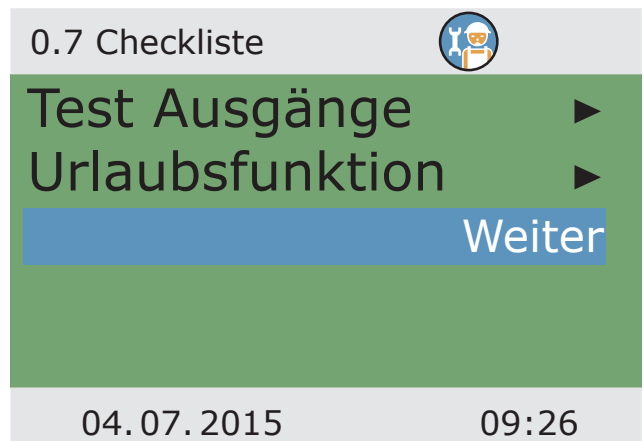 0.7 Checkliste
Test Ausgänge ►
Urlaubsfunktion ►
Weiter
04.07.2015 09:26